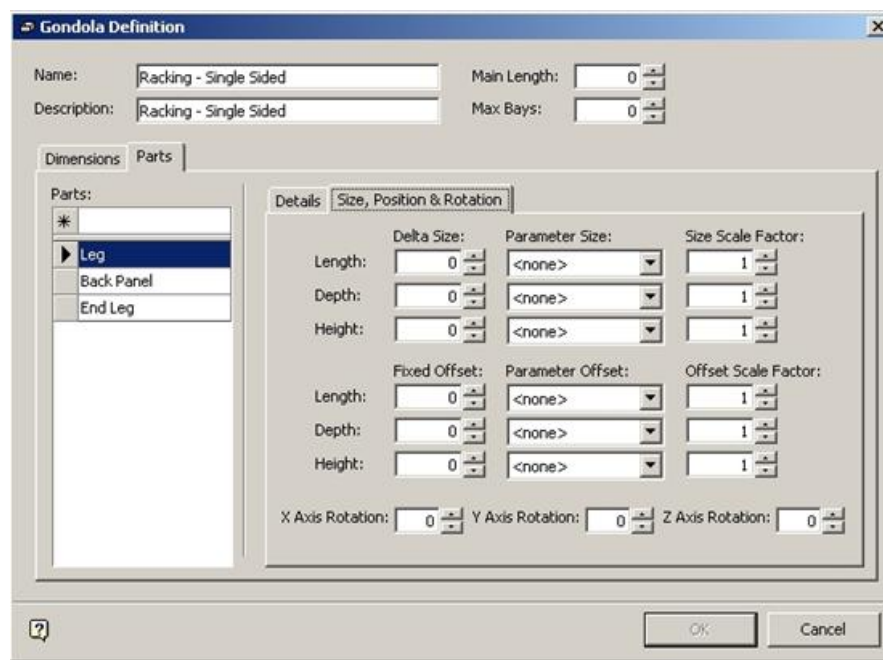 Gondola Definition
Name: Racking - Single Sided Main Length: 0
Description: Racking - Single Sided Max Bays: 0
Dimensions Parts
Parts:
Leg
Back Panel
End Leg
Details Size, Position & Rotation
Delta Size: Parameter Size: Size Scale Factor:
Length: 0 <none> 1
Depth: 0 <none> 1
Height: 0 <none> 1
Fixed Offset: Parameter Offset: Offset Scale Factor:
Length: 0 <none> 1
Depth: 0 <none> 1
Height: 0 <none> 1
X Axis Rotation: 0 Y Axis Rotation: 0 Z Axis Rotation: 0
OK Cancel